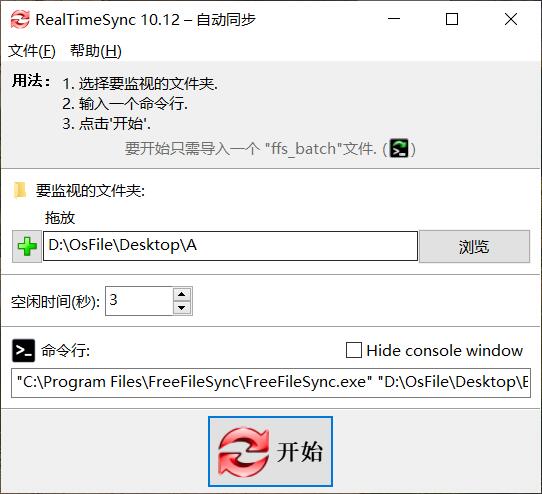 RealTimeSync 10.12 – 自动同步
文件(F) 帮助(H)
用法: 1. 选择要监视的文件夹.
2. 输入一个命令行.
3. 点击'开始'.
要开始只需导入一个 "ffs_batch"文件. ( )
要监视的文件夹:
拖放
D:\OsFile\Desktop\A 浏览
空闲时间(秒): 3
命令行: Hide console window
"C:\Program Files\FreeFileSync\FreeFileSync.exe" "D:\OsFile\Desktop\E
开始